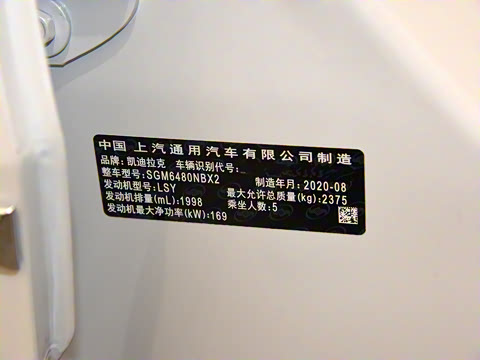 中国 上汽通用汽车有限公司制造
品牌: 凯迪拉克 车辆识别代号:
整车型号:SGM6480NBX2 制造年月: 2020-08
发动机型号: LSY 最大允许总质量(kg): 2375
发动机排量(mL): 1998 乘坐人数: 5
发动机最大净功率(kW): 169